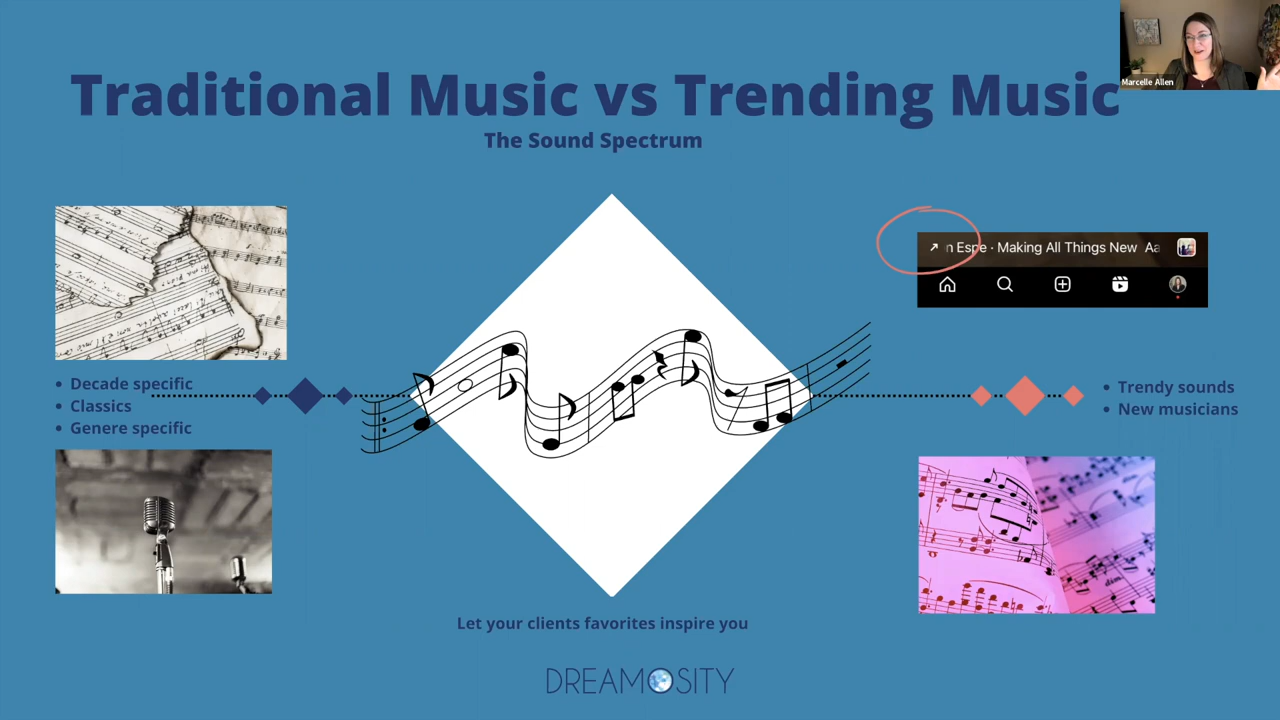 Marcelle Allen
Traditional Music vs Trending Music
The Sound Spectrum
n Espe · Making All Things New Aa
• Decade specific
• Classics
• Genere specific
• Trendy sounds
• New musicians
dim.
Let your clients favorites inspire you
DREAMOSITY